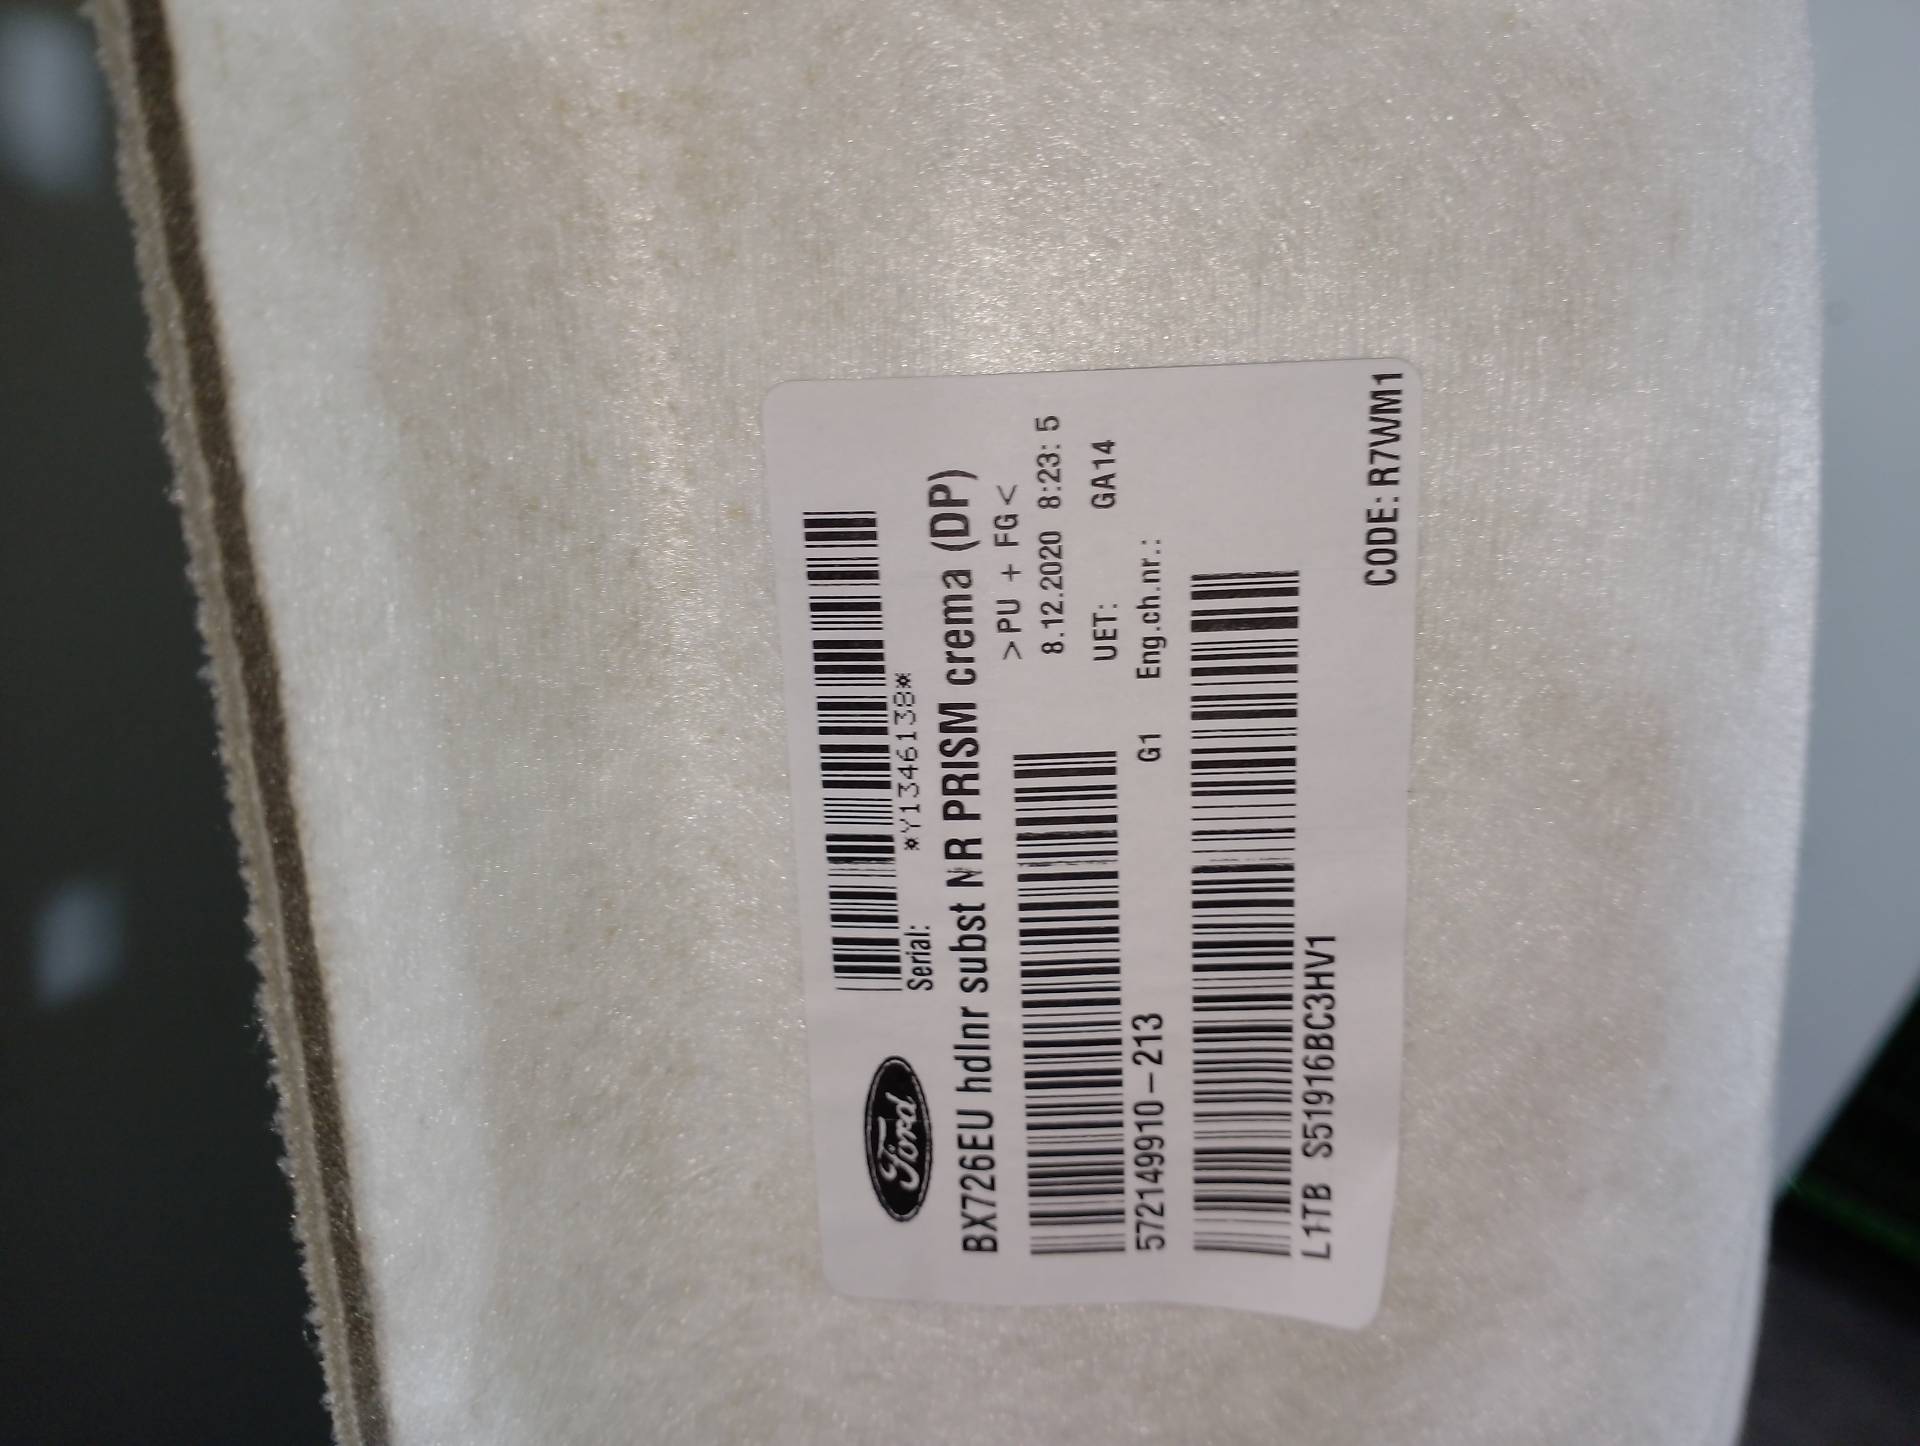 *Y1346138*
Serial:
Ford
BX726EU hdlnr subst NR PRISM crema (DP)
>PU + FG<
8.12.2020 8:23: 5
UET: GA14
572149910-213
G1 Eng.ch.nr.:
L1TB S51916BC3HV1
CODE: R7WM1